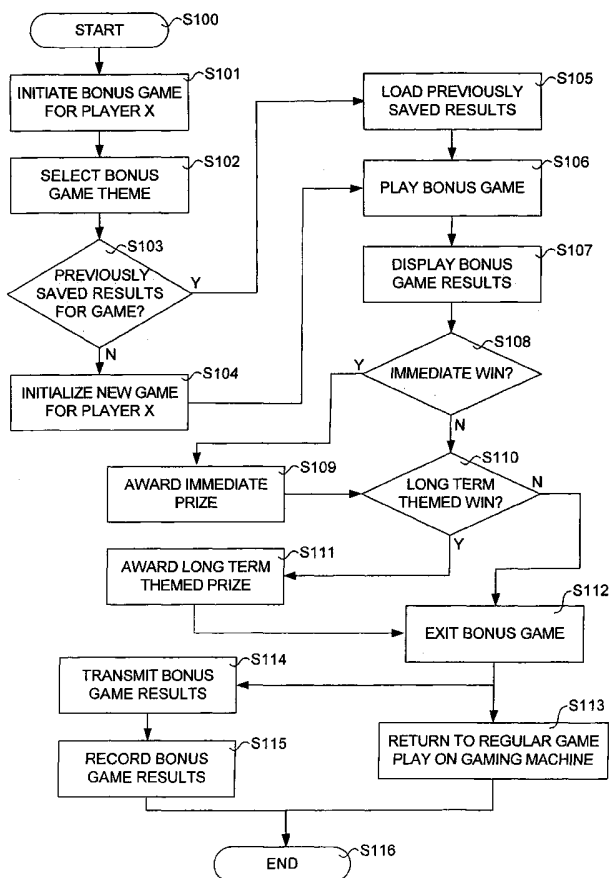 START
S100
INITIATE BONUS GAME
FOR PLAYER X
S101
SELECT BONUS
GAME THEME
S102
PREVIOUSLY
SAVED RESULTS
FOR GAME?
S103
Y
N
INITIALIZE NEW GAME
FOR PLAYER X
S104
LOAD PREVIOUSLY
SAVED RESULTS
S105
PLAY BONUS GAME
S106
DISPLAY BONUS
GAME RESULTS
S107
IMMEDIATE WIN?
S108
Y
N
AWARD IMMEDIATE
PRIZE
S109
LONG TERM
THEMED WIN?
S110
N
Y
AWARD LONG TERM
THEMED PRIZE
S111
EXIT BONUS GAME
S112
RETURN TO REGULAR GAME
PLAY ON GAMING MACHINE
S113
TRANSMIT BONUS
GAME RESULTS
S114
RECORD BONUS
GAME RESULTS
S115
END
S116